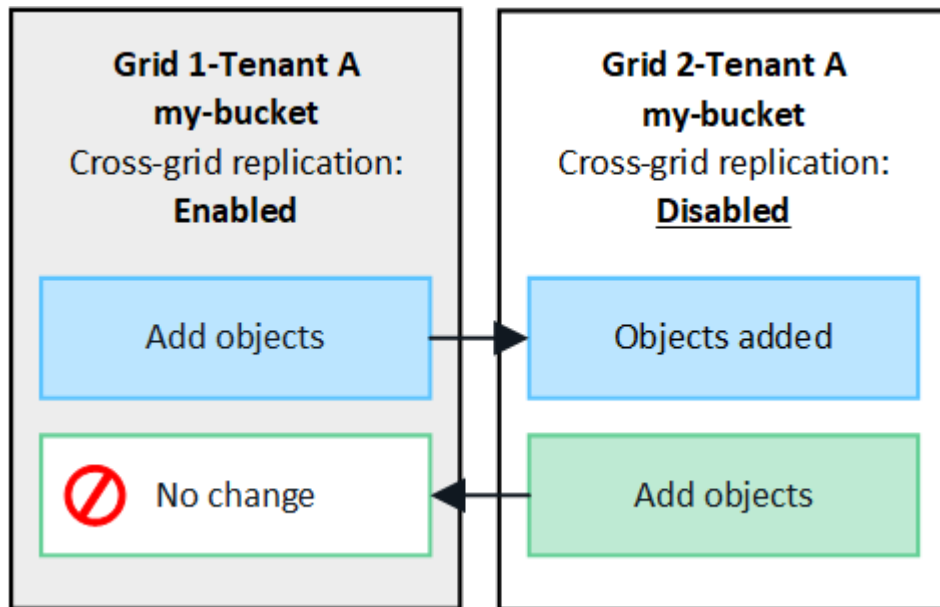 Grid 1-Tenant A
my-bucket
Cross-grid replication:
Enabled
Add objects
No change
Grid 2-Tenant A
my-bucket
Cross-grid replication:
Disabled
Objects added
Add objects